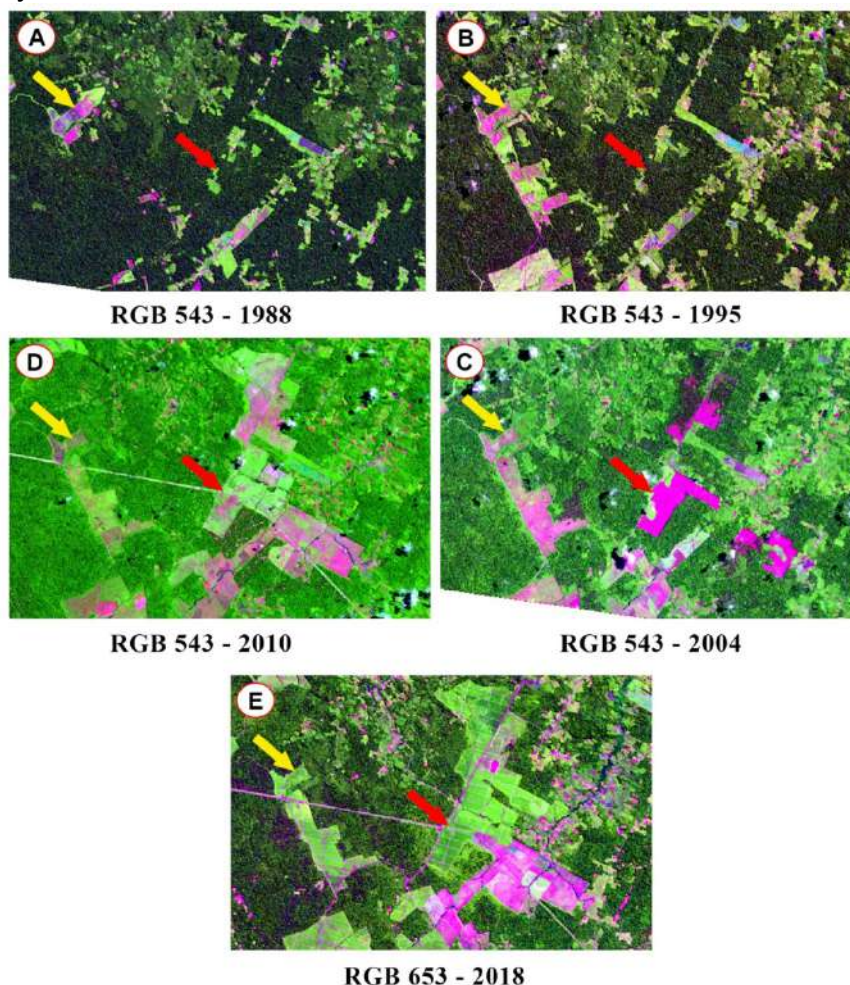 A
B
RGB 543 - 1988
RGB 543 - 1995
D
C
RGB 543 - 2010
RGB 543 - 2004
E
RGB 653 - 2018